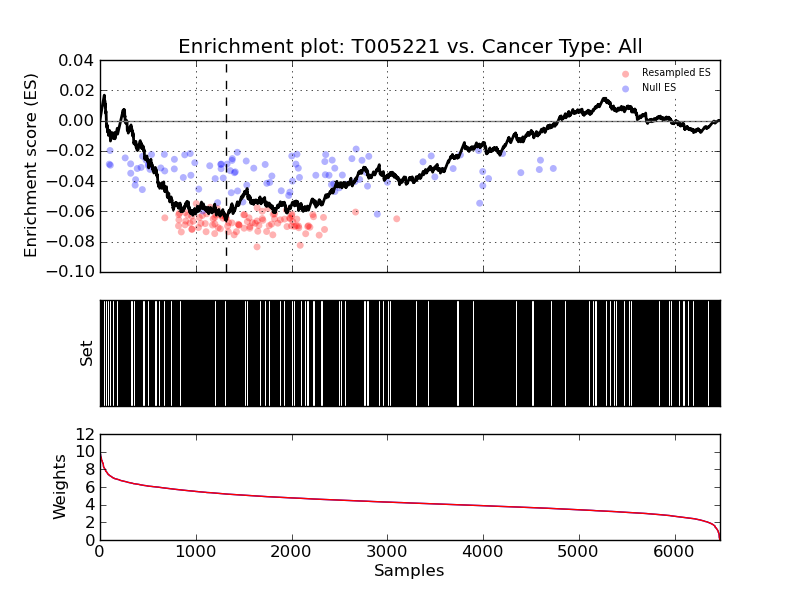 Enrichment plot: T005221 vs. Cancer Type: All
Enrichment score (ES)
0.04
0.02
0.00
−0.02
−0.04
−0.06
−0.08
−0.10
Resampled ES
Null ES
Set
Weights
12
10
8
6
4
2
0
0 1000 2000 3000 4000 5000 6000
Samples